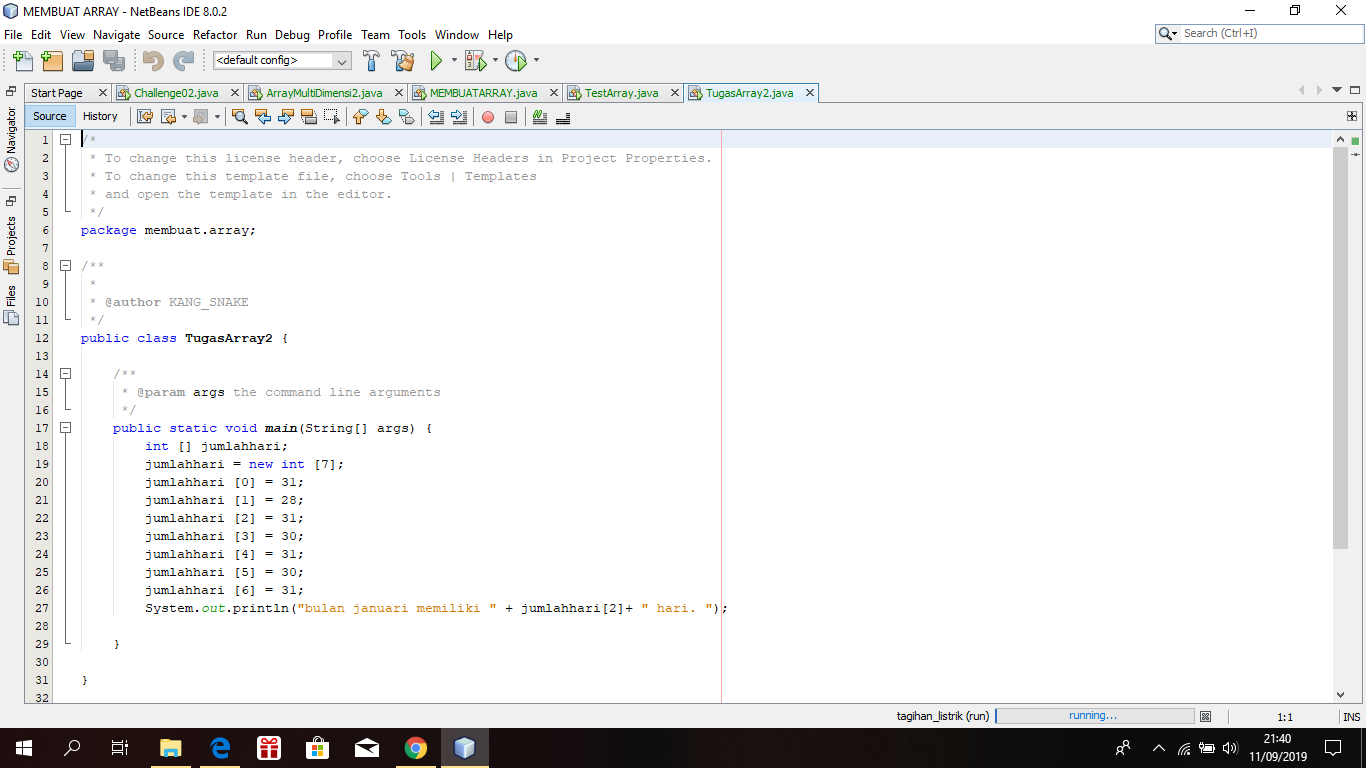 MEMBUAT ARRAY - NetBeans IDE 8.0.2
File Edit View Navigate Source Refactor Run Debug Profile Team Tools Window Help
Search (Ctrl+I)
<default config>
Start Page Challenge02.java ArrayMultiDimensi2.java MEMBUATARRAY.java TestArray.java TugasArray2.java
Source History
Navigator
Projects
Files
1 /*
2 * To change this license header, choose License Headers in Project Properties.
3 * To change this template file, choose Tools | Templates
4 * and open the template in the editor.
5 */
6 package membuat.array;
7
8 /**
9 *
10 * @author KANG_SNAKE
11 */
12 public class TugasArray2 {
13
14 /**
15 * @param args the command line arguments
16 */
17 public static void main(String[] args) {
18 int [] jumlahhari;
19 jumlahhari = new int [7];
20 jumlahhari [0] = 31;
21 jumlahhari [1] = 28;
22 jumlahhari [2] = 31;
23 jumlahhari [3] = 30;
24 jumlahhari [4] = 31;
25 jumlahhari [5] = 30;
26 jumlahhari [6] = 31;
27 System.out.println("bulan januari memiliki " + jumlahhari[2]+ " hari. ");
28
29 }
30
31 }
32
tagihan_listrik (run) running... 1:1 INS
21:40
11/09/2019